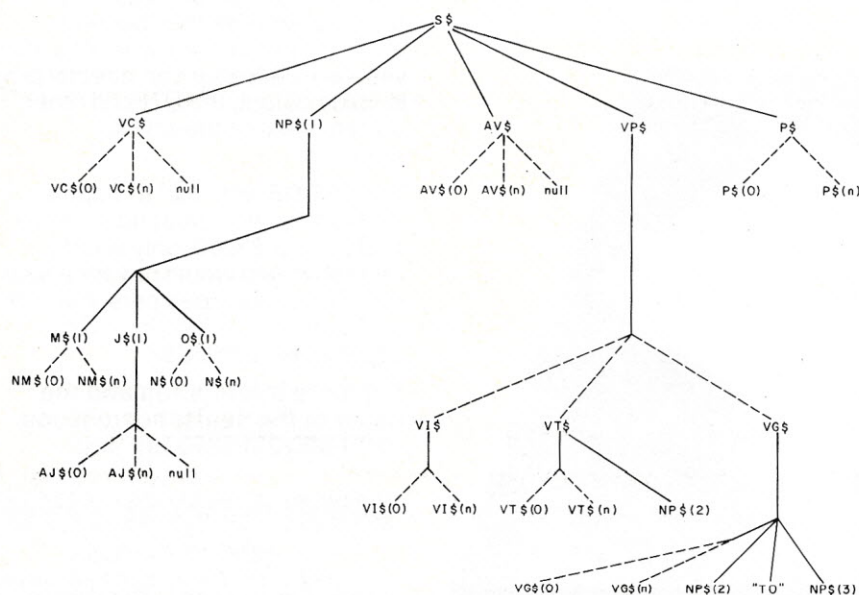 S$
VC$ NP$(1) AV$ VP$ P$
VC$(0) VC$(n) null AV$(0) AV$(n) null P$(0) P$(n)
M$(1) J$(1) O$(1)
NM$(0) NM$(n) N$(0) N$(n)
VI$ VT$ VG$
AJ$(0) AJ$(n) null
VI$(0) VI$(n) VT$(0) VT$(n) NP$(2)
VG$(0) VG$(n) NP$(2) "TO" NP$(3)